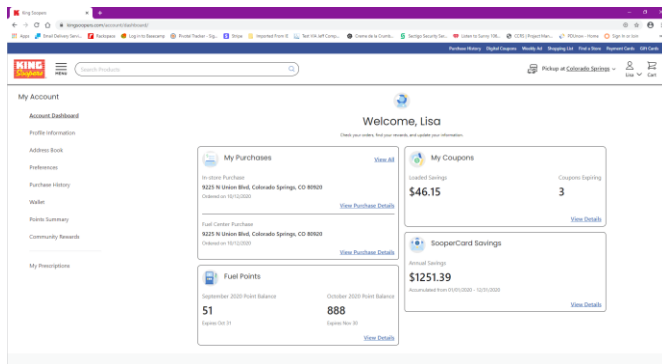 King Soopers
kingsoopers.com/account/dashboard/
Apps
Email Delivery Servi...
Rackspace
Log in to Basecamp
Pivotal Tracker - Sig...
Stripe
Imported From IE
Test VM Jeff Comp...
Creme de la Crumb...
Santiago Security Ser...
Listen to Sunny 106...
CCRS | Project Man...
PDQtoos - Home
Sign In or Join
Purchase History Digital Coupons Weekly Ad Shopping List Find a Store Payment Cards Gift Cards
KING
Soopers
MENU
Search Products
Pickup at Colorado Springs
Lisa
Cart
My Account
Account Dashboard
Profile Information
Address Book
Preferences
Purchase History
Wallet
Points Summary
Community Rewards
My Prescriptions
Welcome, Lisa
Check your orders, find your rewards, and update your information.
My Purchases
View All
In-store Purchase
9225 N Union Blvd, Colorado Springs, CO 80920
Ordered on 10/12/2020
View Purchase Details
Fuel Center Purchase
9225 N Union Blvd, Colorado Springs, CO 80920
Ordered on 10/12/2020
View Purchase Details
Fuel Points
September 2020 Point Balance
October 2020 Point Balance
51
888
Expires Oct 31
Expires Nov 30
View Details
My Coupons
Loaded Savings
Coupons Expiring
$46.15
3
View Details
SooperCard Savings
Annual Savings
$1251.39
Accumulated from 01/01/2020 - 12/31/2020
View Details